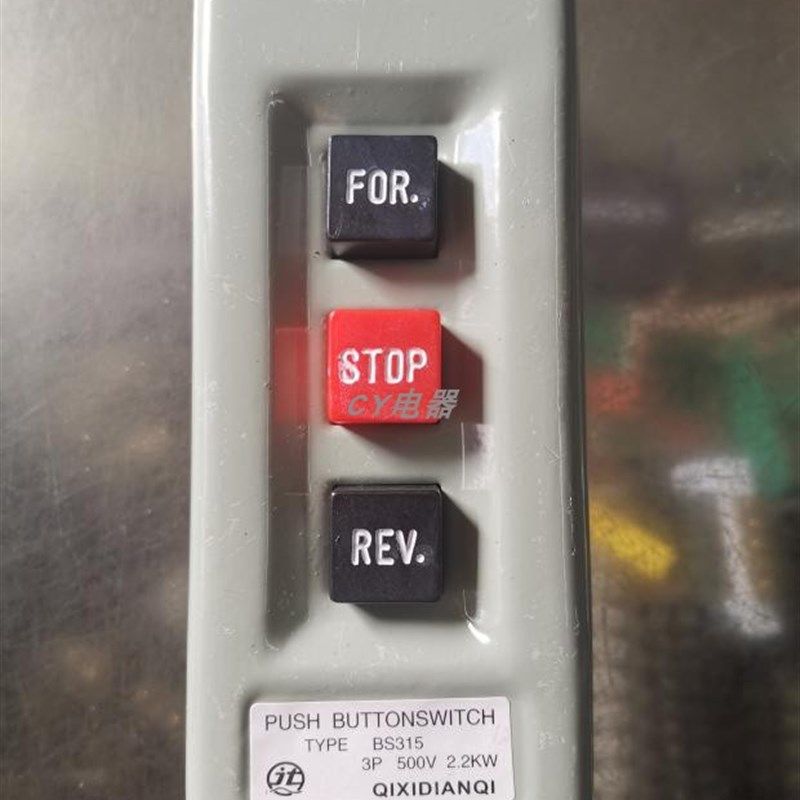 FOR.
STOP
CY电器
REV.
PUSH BUTTONSWITCH
TYPE BS315
3P 500V 2.2KW
QIXIDIANQI